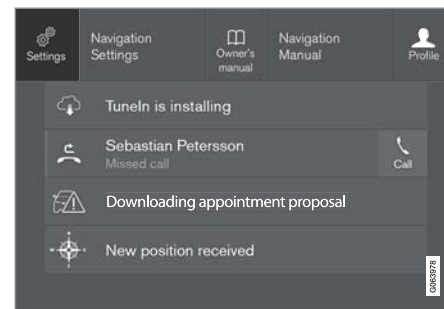 Settings
Navigation
Settings
Owner's
manual
Navigation
Manual
Profile
TuneIn is installing
Sebastian Petersson
Missed call
Call
Downloading appointment proposal
New position received
G063978